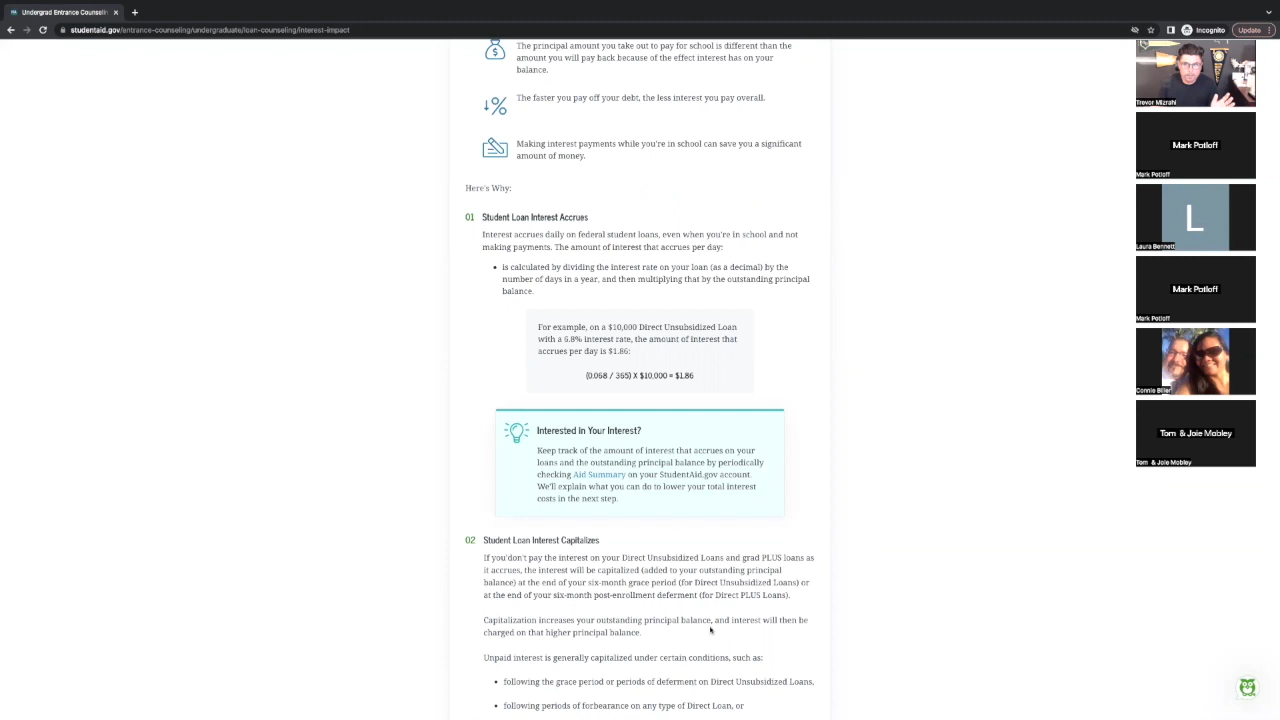 Undergrad Entrance Counselin
studentaid.gov/entrance-counseling/undergraduate/loan-counseling/interest-impact
Incognito
Update
The principal amount you take out to pay for school is different than the
amount you will pay back because of the effect interest has on your
balance.
The faster you pay off your debt, the less interest you pay overall.
Making interest payments while you're in school can save you a significant
amount of money.
Here's Why:
01 Student Loan Interest Accrues
Interest accrues daily on federal student loans, even when you're in school and not
making payments. The amount of interest that accrues per day:
• is calculated by dividing the interest rate on your loan (as a decimal) by the
number of days in a year, and then multiplying that by the outstanding principal
balance.
For example, on a $10,000 Direct Unsubsidized Loan
with a 6.8% interest rate, the amount of interest that
accrues per day is $1.86:
(0.068 / 365) X $10,000 = $1.86
Interested in Your Interest?
Keep track of the amount of interest that accrues on your
loans and the outstanding principal balance by periodically
checking Aid Summary on your StudentAid.gov account.
We'll explain what you can do to lower your total interest
costs in the next step.
02 Student Loan Interest Capitalizes
If you'don't pay the interest on your Direct Unsubsidized Loans and grad PLUS loans as
it accrues, the interest will be capitalized (added to your outstanding principal
balance) at the end of your six-month grace period (for Direct Unsubsidized Loans) or
at the end of your six-month post-enrollment deferment (for Direct PLUS Loans).
Capitalization increases your outstanding principal balance, and interest will then be
charged on that higher principal balance.
Unpaid interest is generally capitalized under certain conditions, such as:
• following the grace period or periods of deferment on Direct Unsubsidized Loans,
• following periods of forbearance on any type of Direct Loan, or
Trevor Mizrahi
Mark Potloff
Mark Potloff
L
Laura Bennett
Mark Potloff
Mark Potloff
Connie Biller
Tom & Joie Mobley
Tom & Joie Mobley